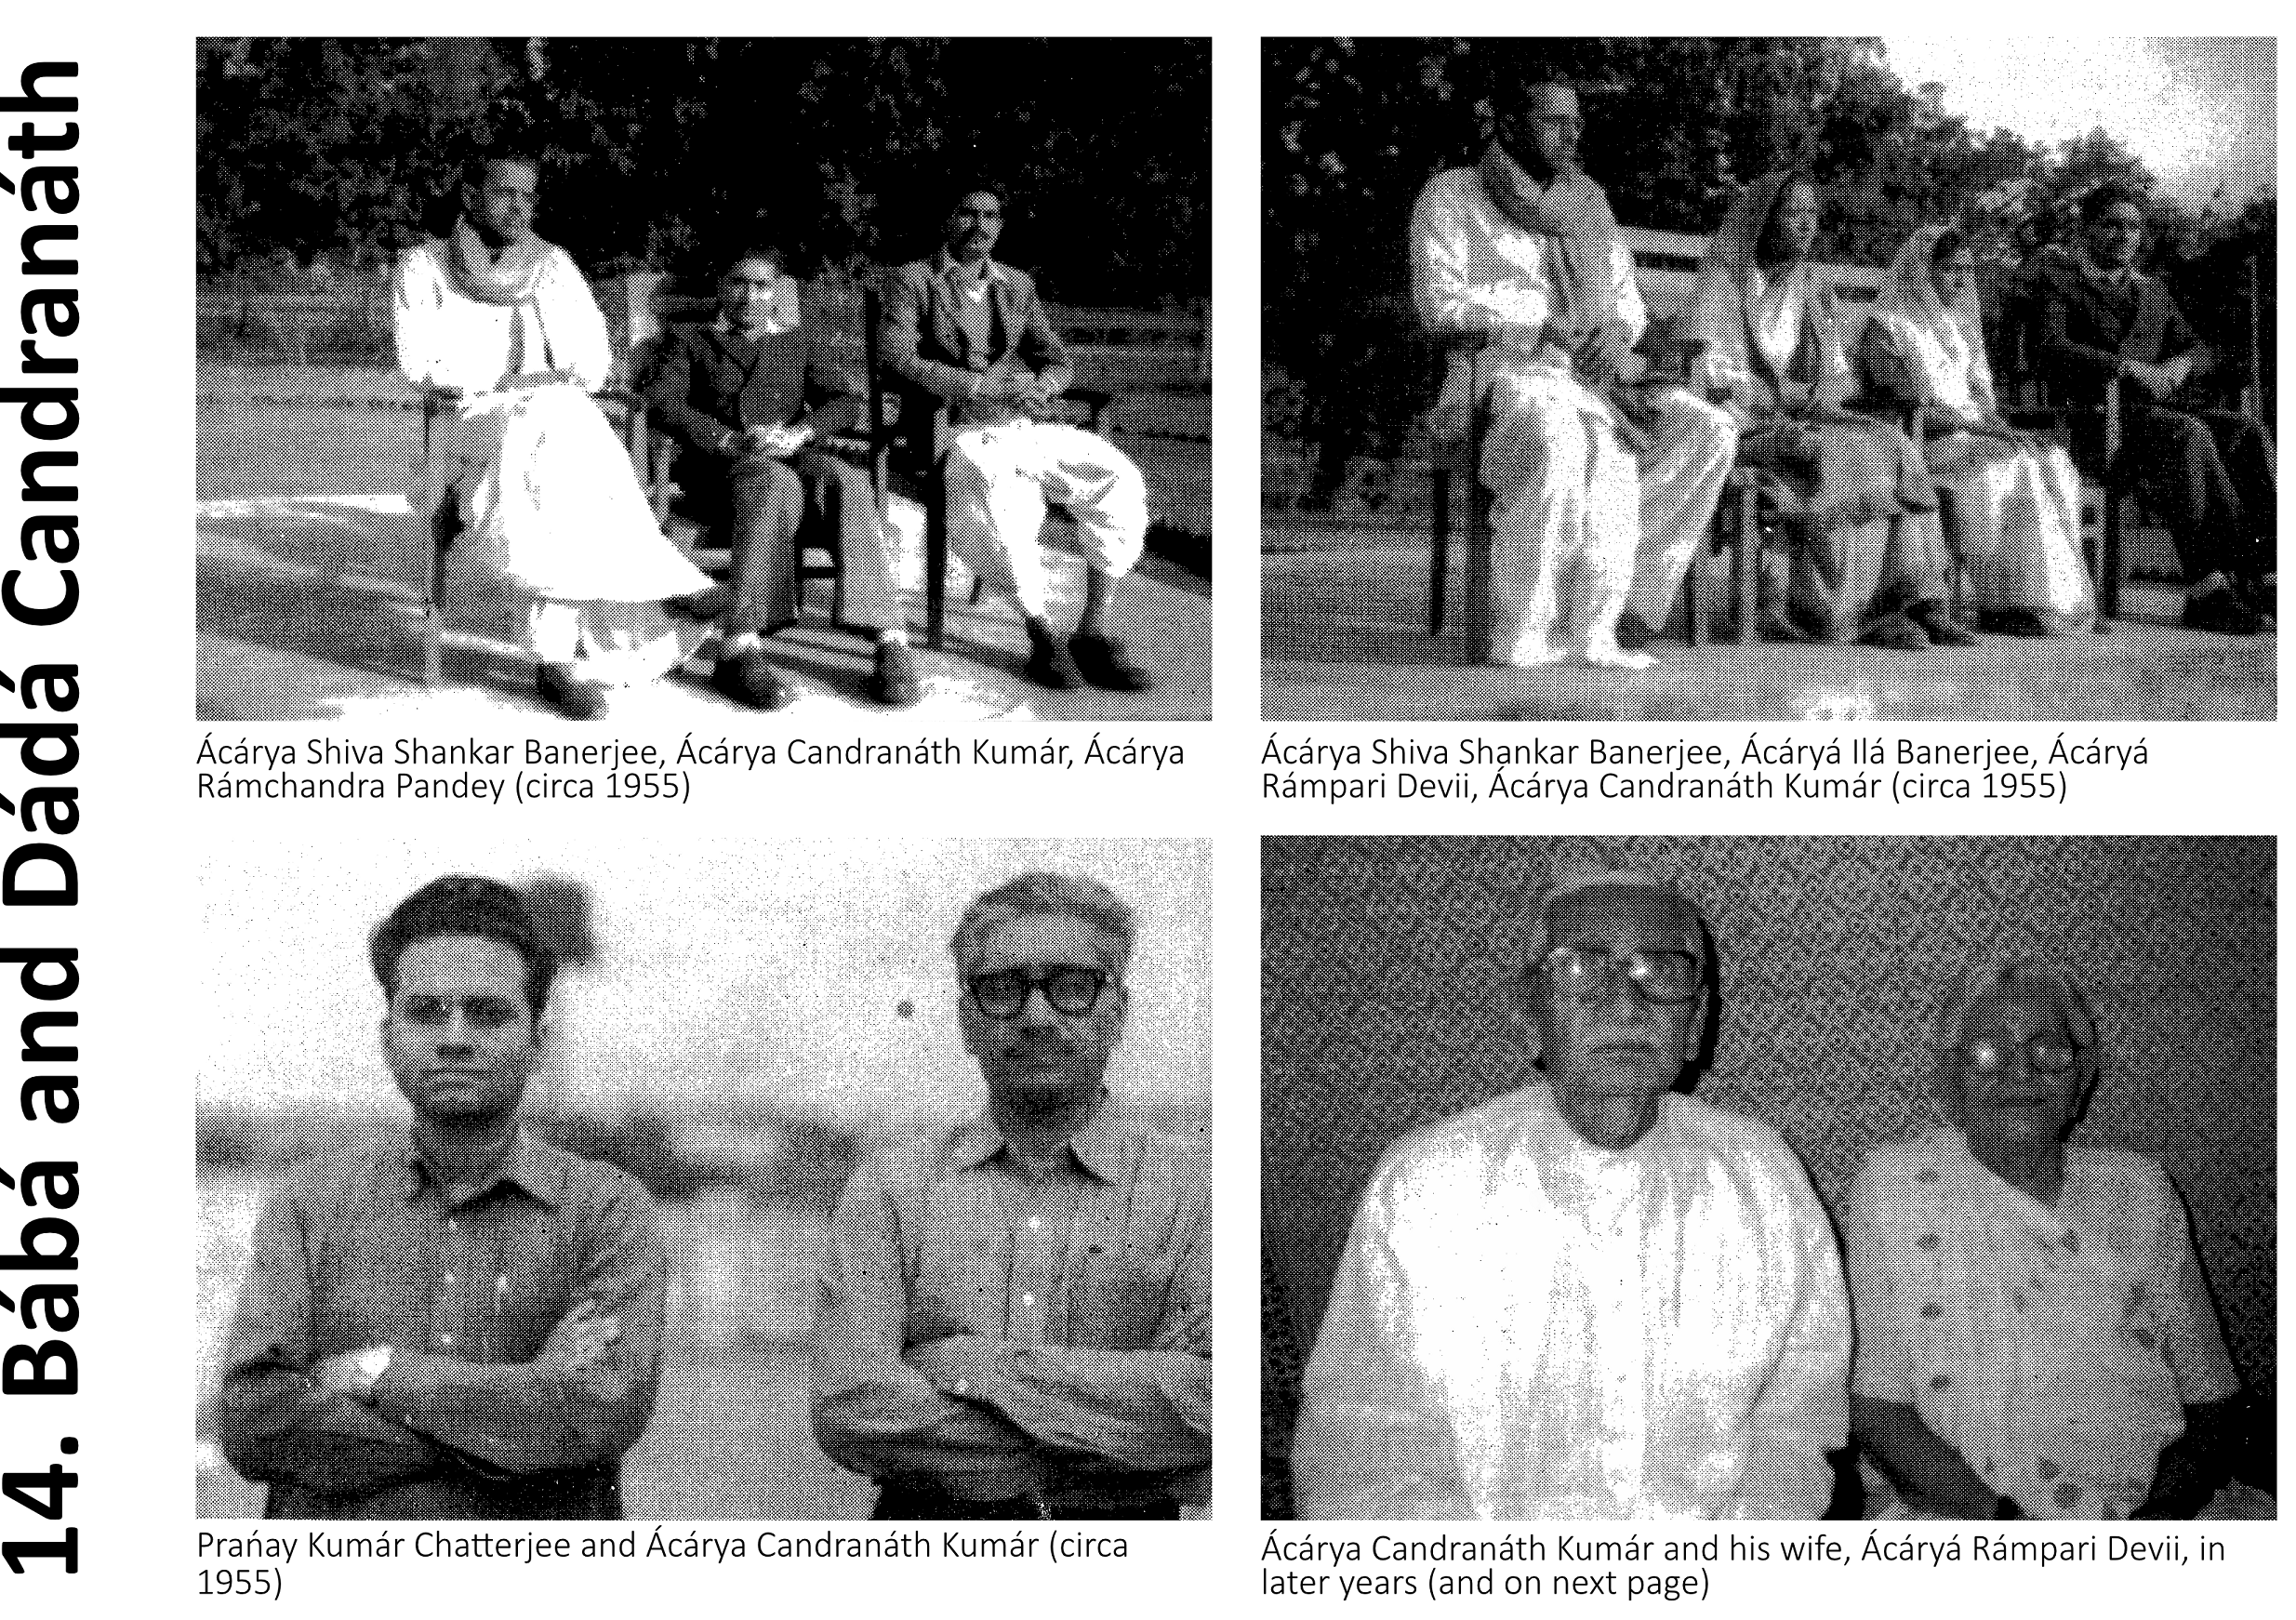 14. Bábá and Dádá Candranáth
Ácárya Shiva Shankar Banerjee, Ácárya Candranáth Kumár, Ácárya
Rámchandra Pandey (circa 1955)
Ácárya Shiva Shankar Banerjee, Ácáryá Ilá Banerjee, Ácáryá
Rámpari Devii, Ácárya Candranáth Kumár (circa 1955)
Prańay Kumár Chatterjee and Ácárya Candranáth Kumár (circa
1955)
Ácárya Candranáth Kumár and his wife, Ácáryá Rámpari Devii, in
later years (and on next page)